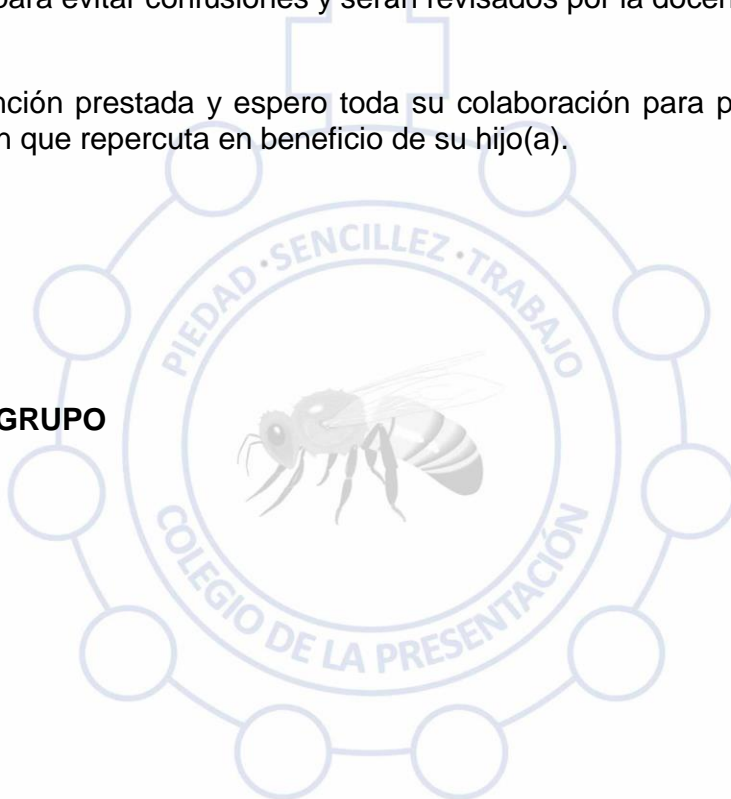 para evitar confusiones y serán revisados por la docen
nción prestada y espero toda su colaboración para p
n que repercuta en beneficio de su hijo(a).
PIEDAD · SENCILLEZ · TRABAJO
GRUPO
COLEGIO DE LA PRESENTACIÓN